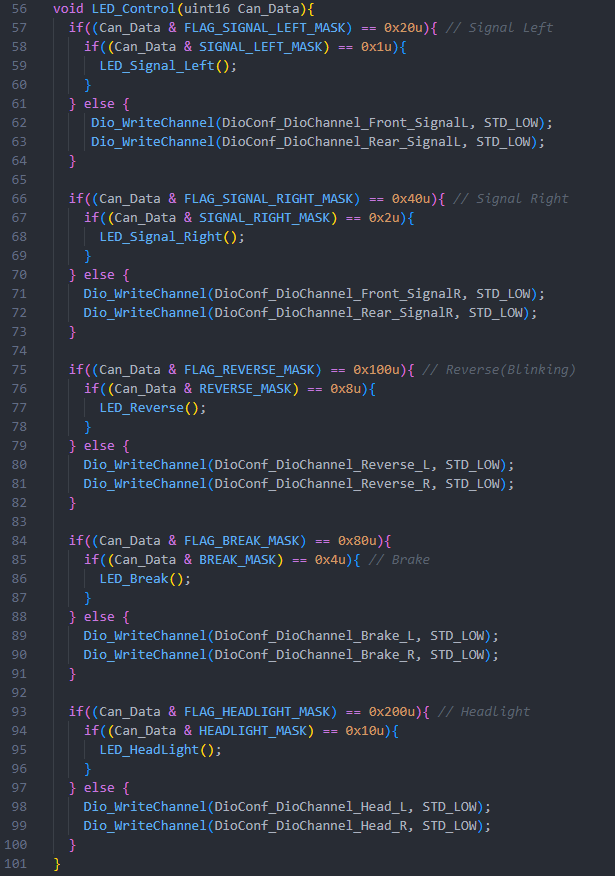 56 void LED_Control(uint16 Can_Data){
57   if((Can_Data & FLAG_SIGNAL_LEFT_MASK) == 0x20u){ // Signal Left
58     if((Can_Data & SIGNAL_LEFT_MASK) == 0x1u){
59       LED_Signal_Left();
60     }
61   } else {
62      Dio_WriteChannel(DioConf_DioChannel_Front_SignalL, STD_LOW);
63      Dio_WriteChannel(DioConf_DioChannel_Rear_SignalL, STD_LOW);
64   }
65
66   if((Can_Data & FLAG_SIGNAL_RIGHT_MASK) == 0x40u){ // Signal Right
67     if((Can_Data & SIGNAL_RIGHT_MASK) == 0x2u){
68       LED_Signal_Right();
69     }
70   } else {
71     Dio_WriteChannel(DioConf_DioChannel_Front_SignalR, STD_LOW);
72     Dio_WriteChannel(DioConf_DioChannel_Rear_SignalR, STD_LOW);
73   }
74
75   if((Can_Data & FLAG_REVERSE_MASK) == 0x100u){ // Reverse(Blinking)
76     if((Can_Data & REVERSE_MASK) == 0x8u){
77       LED_Reverse();
78     }
79   } else {
80     Dio_WriteChannel(DioConf_DioChannel_Reverse_L, STD_LOW);
81     Dio_WriteChannel(DioConf_DioChannel_Reverse_R, STD_LOW);
82   }
83
84   if((Can_Data & FLAG_BREAK_MASK) == 0x80u){
85     if((Can_Data & BREAK_MASK) == 0x4u){ // Brake
86       LED_Break();
87     }
88   } else {
89     Dio_WriteChannel(DioConf_DioChannel_Brake_L, STD_LOW);
90     Dio_WriteChannel(DioConf_DioChannel_Brake_R, STD_LOW);
91   }
92
93   if((Can_Data & FLAG_HEADLIGHT_MASK) == 0x200u){ // Headlight
94     if((Can_Data & HEADLIGHT_MASK) == 0x10u){
95       LED_HeadLight();
96     }
97   } else {
98     Dio_WriteChannel(DioConf_DioChannel_Head_L, STD_LOW);
99     Dio_WriteChannel(DioConf_DioChannel_Head_R, STD_LOW);
100   }
101 }